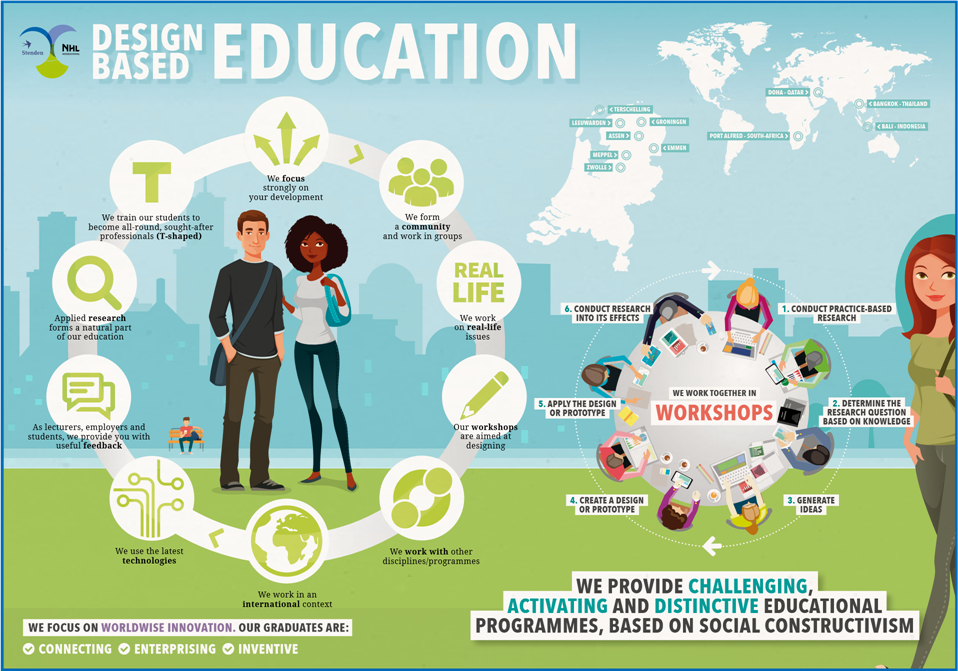 Stenden
NHL
DESIGN
BASED
EDUCATION
We focus
strongly on
your development
We form
a community
and work in groups
REAL
LIFE
We work
on real-life
issues
Our workshops
are aimed at
designing
We work with other
disciplines/programmes
We work in an
international context
We use the latest
technologies
As lecturers, employers and
students, we provide you with
useful feedback
Applied research
forms a natural part
of our education
T
We train our students to
become all-round, sought-after
professionals (T-shaped)
WE FOCUS ON WORLDWISE INNOVATION. OUR GRADUATES ARE:
CONNECTING
ENTERPRISING
INVENTIVE
TERSCHELLING
LEEUWARDEN
GRONINGEN
ASSEN
EMMEN
MEPPEL
ZWOLLE
DOHA - QATAR
BANGKOK - THAILAND
BALI - INDONESIA
PORT ALFRED - SOUTH-AFRICA
WE WORK TOGETHER IN
WORKSHOPS
1. CONDUCT PRACTICE-BASED
RESEARCH
2. DETERMINE THE
RESEARCH QUESTION
BASED ON KNOWLEDGE
3. GENERATE
IDEAS
4. CREATE A DESIGN
OR PROTOTYPE
5. APPLY THE DESIGN
OR PROTOTYPE
6. CONDUCT RESEARCH
INTO ITS EFFECTS
WE PROVIDE CHALLENGING,
ACTIVATING AND DISTINCTIVE EDUCATIONAL
PROGRAMMES, BASED ON SOCIAL CONSTRUCTIVISM